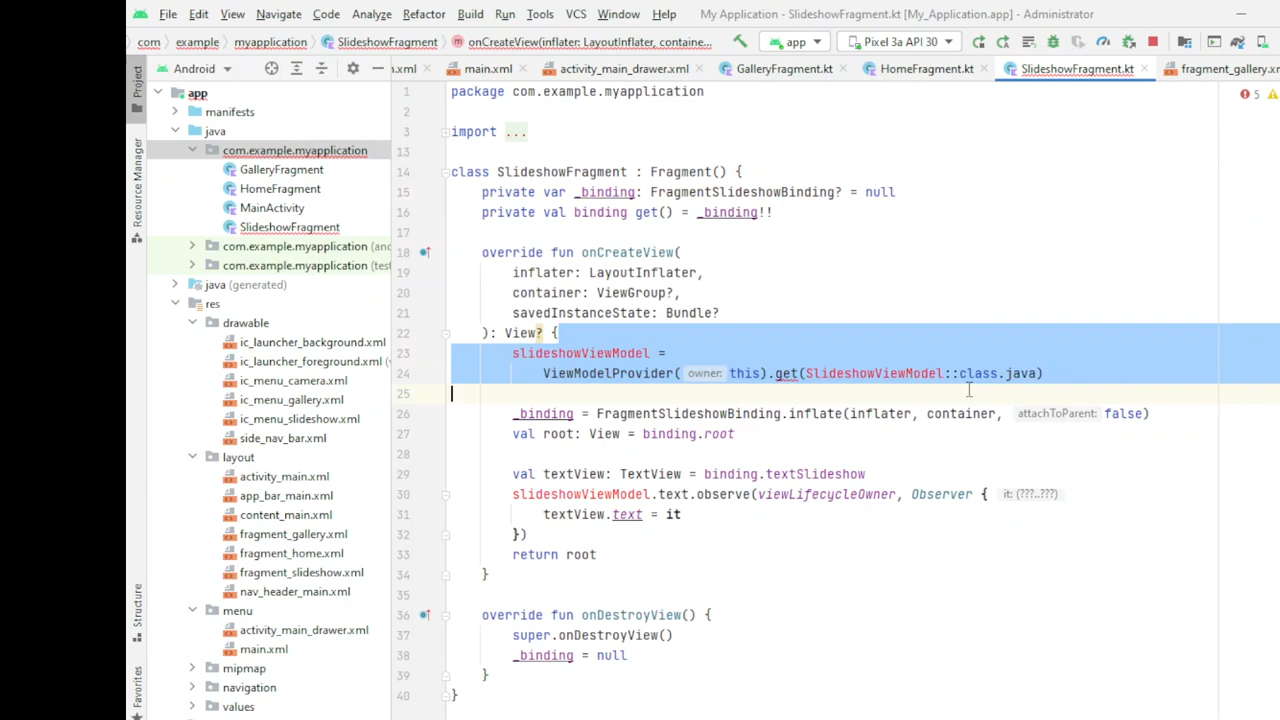 File Edit View Navigate Code Analyze Refactor Build Run Tools VCS Window Help My Application - SlideshowFragment.kt [My_Application.app] - Administrator
com example myapplication SlideshowFragment onCreateView(inflater: LayoutInflater, containe... app Pixel 3a API 30
Android n.xml main.xml activity_main_drawer.xml GalleryFragment.kt HomeFragment.kt SlideshowFragment.kt fragment_gallery.x
Project
Resource Manager
Structure
Favorites
app
manifests
java
com.example.myapplication
GalleryFragment
HomeFragment
MainActivity
SlideshowFragment
com.example.myapplication (and
com.example.myapplication (test
java (generated)
res
drawable
ic_launcher_background.xml
ic_launcher_foreground.xml (v
ic_menu_camera.xml
ic_menu_gallery.xml
ic_menu_slideshow.xml
side_nav_bar.xml
layout
activity_main.xml
app_bar_main.xml
content_main.xml
fragment_gallery.xml
fragment_home.xml
fragment_slideshow.xml
nav_header_main.xml
menu
activity_main_drawer.xml
main.xml
mipmap
navigation
values
5
1 package com.example.myapplication
2
3 import ...
13
14 class SlideshowFragment : Fragment() {
15 private var _binding: FragmentSlideshowBinding? = null
16 private val binding get() = _binding!!
17
18 override fun onCreateView(
19 inflater: LayoutInflater,
20 container: ViewGroup?,
21 savedInstanceState: Bundle?
22 ): View? {
23 slideshowViewModel =
24 ViewModelProvider( owner: this).get(SlideshowViewModel::class.java)
25
26 _binding = FragmentSlideshowBinding.inflate(inflater, container, attachToParent: false)
27 val root: View = binding.root
28
29 val textView: TextView = binding.textSlideshow
30 slideshowViewModel.text.observe(viewLifecycleOwner, Observer { it: (???..???)
31 textView.text = it
32 })
33 return root
34 }
35
36 override fun onDestroyView() {
37 super.onDestroyView()
38 _binding = null
39 }
40 }